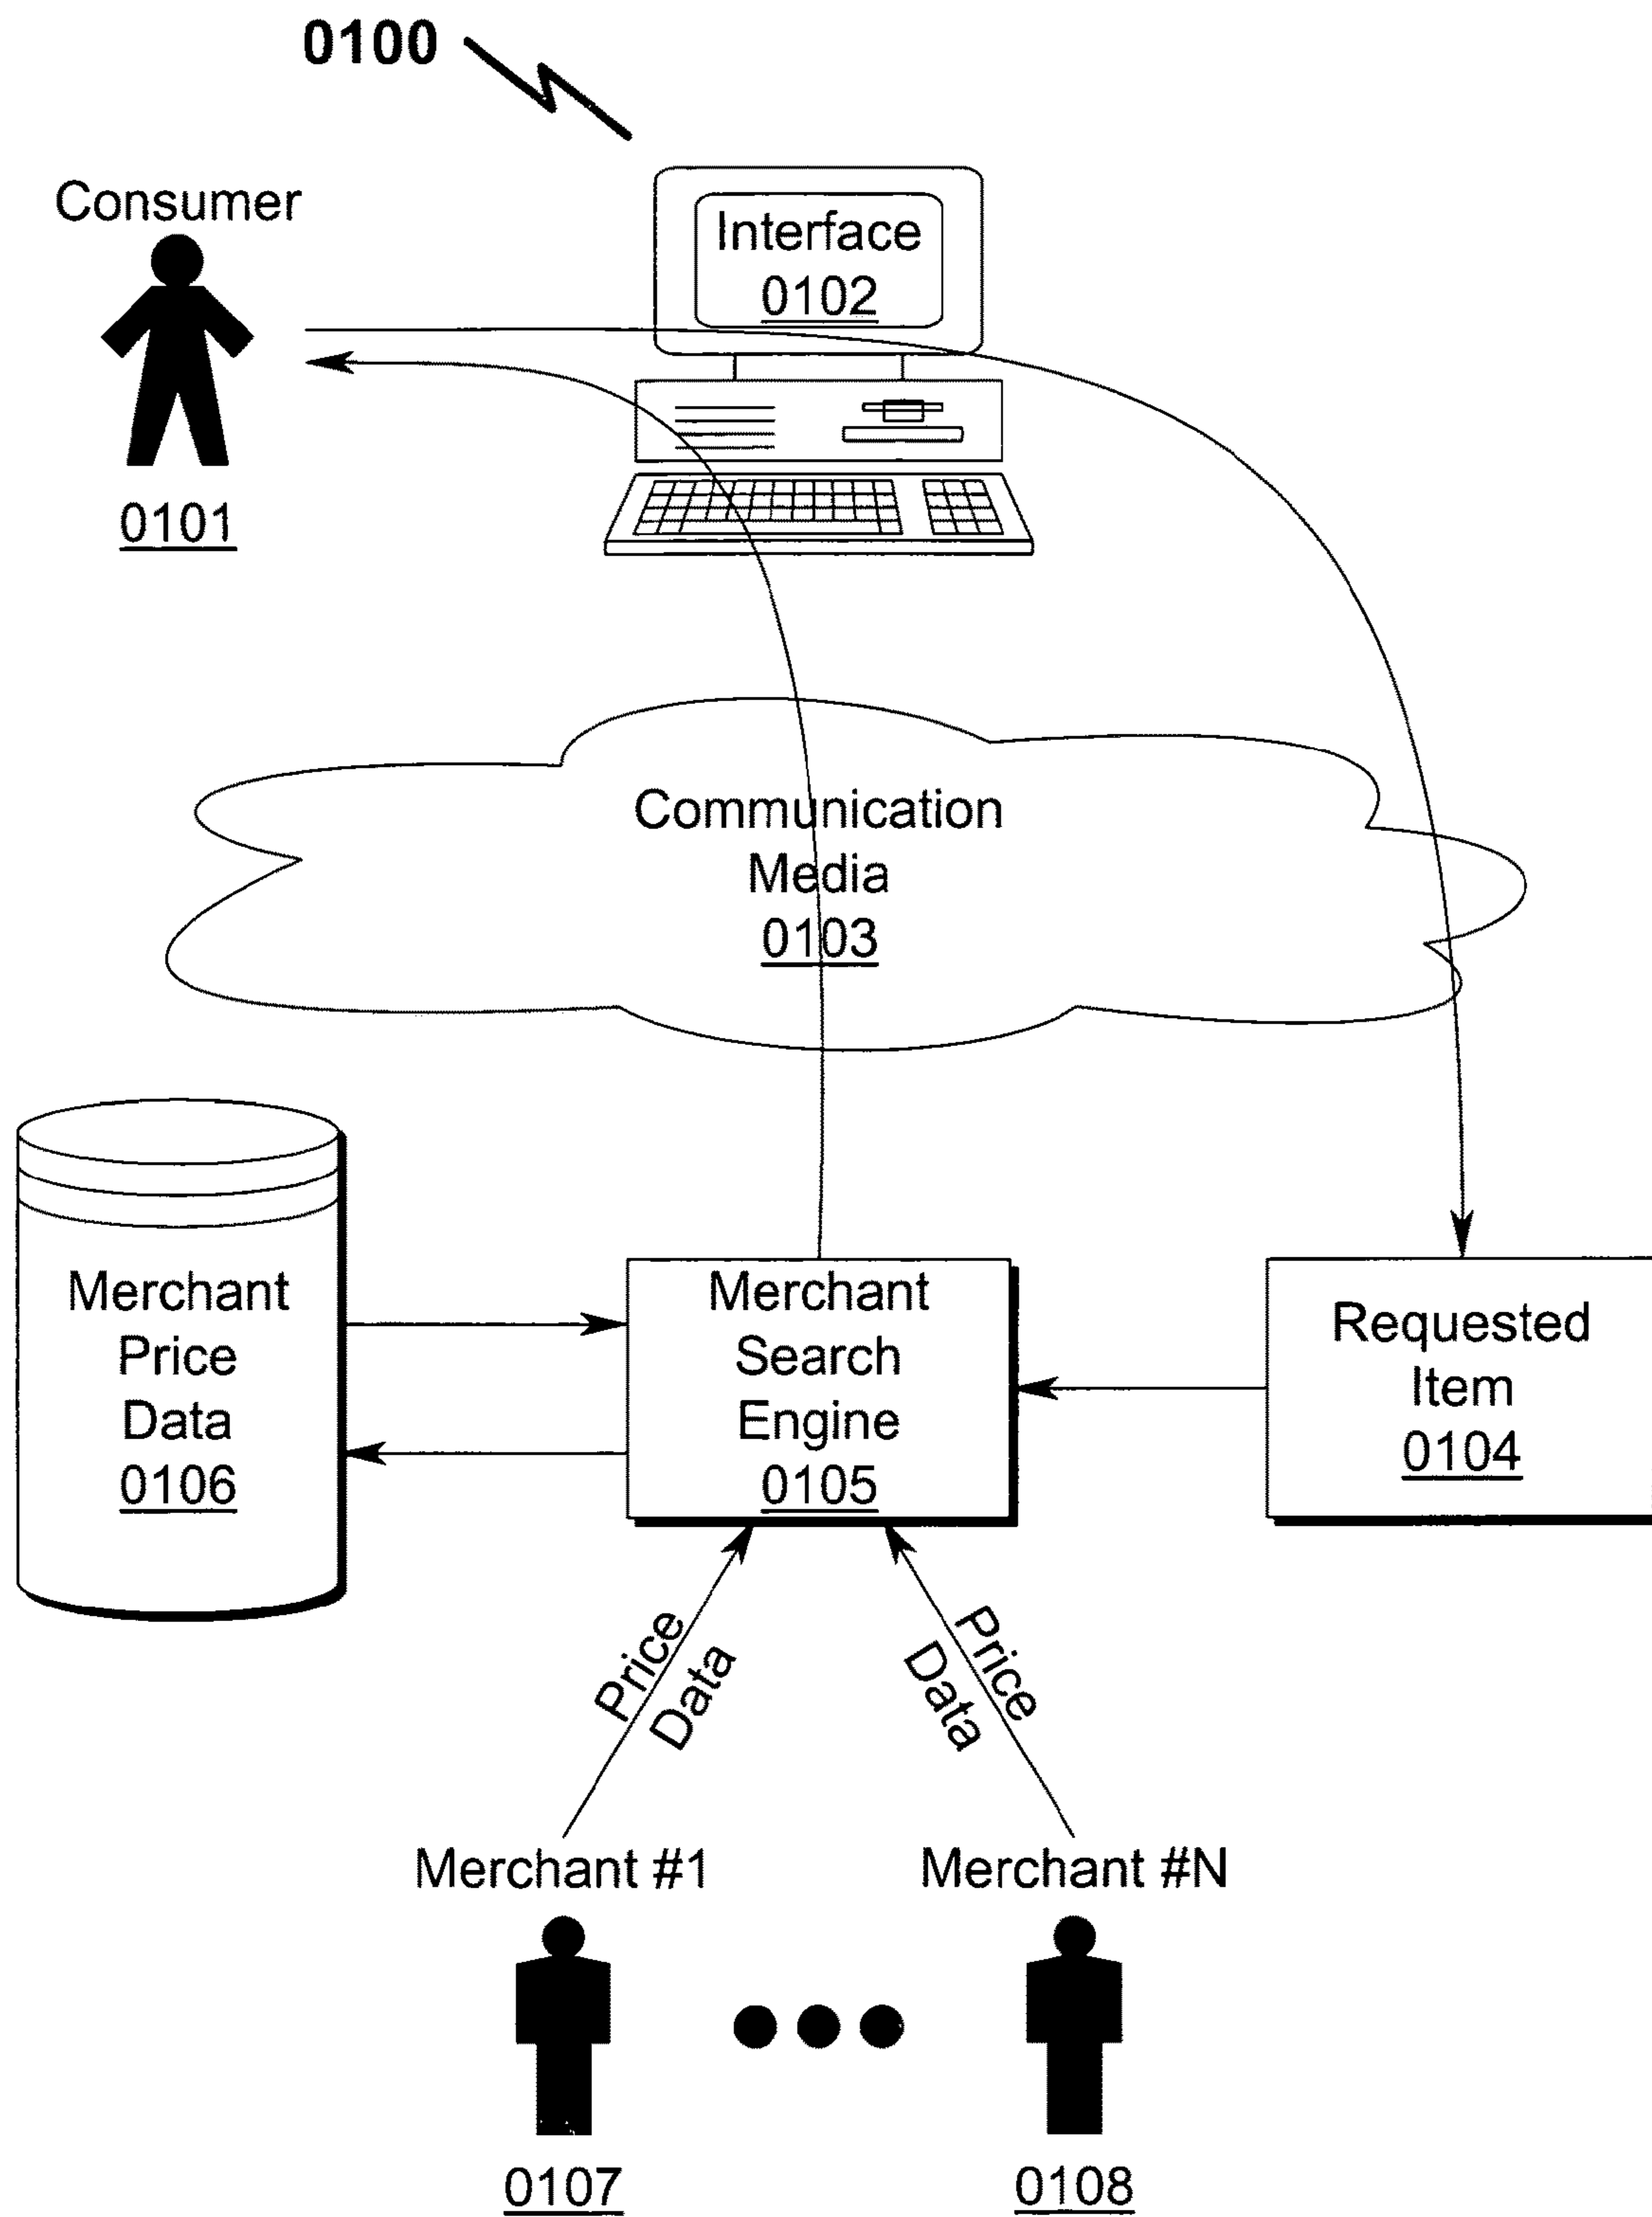 0100
Consumer
0101
Interface
0102
Communication
Media
0103
Merchant
Price
Data
0106
Merchant
Search
Engine
0105
Requested
Item
0104
Price
Data
Price
Data
Merchant #1
Merchant #N
0107
0108